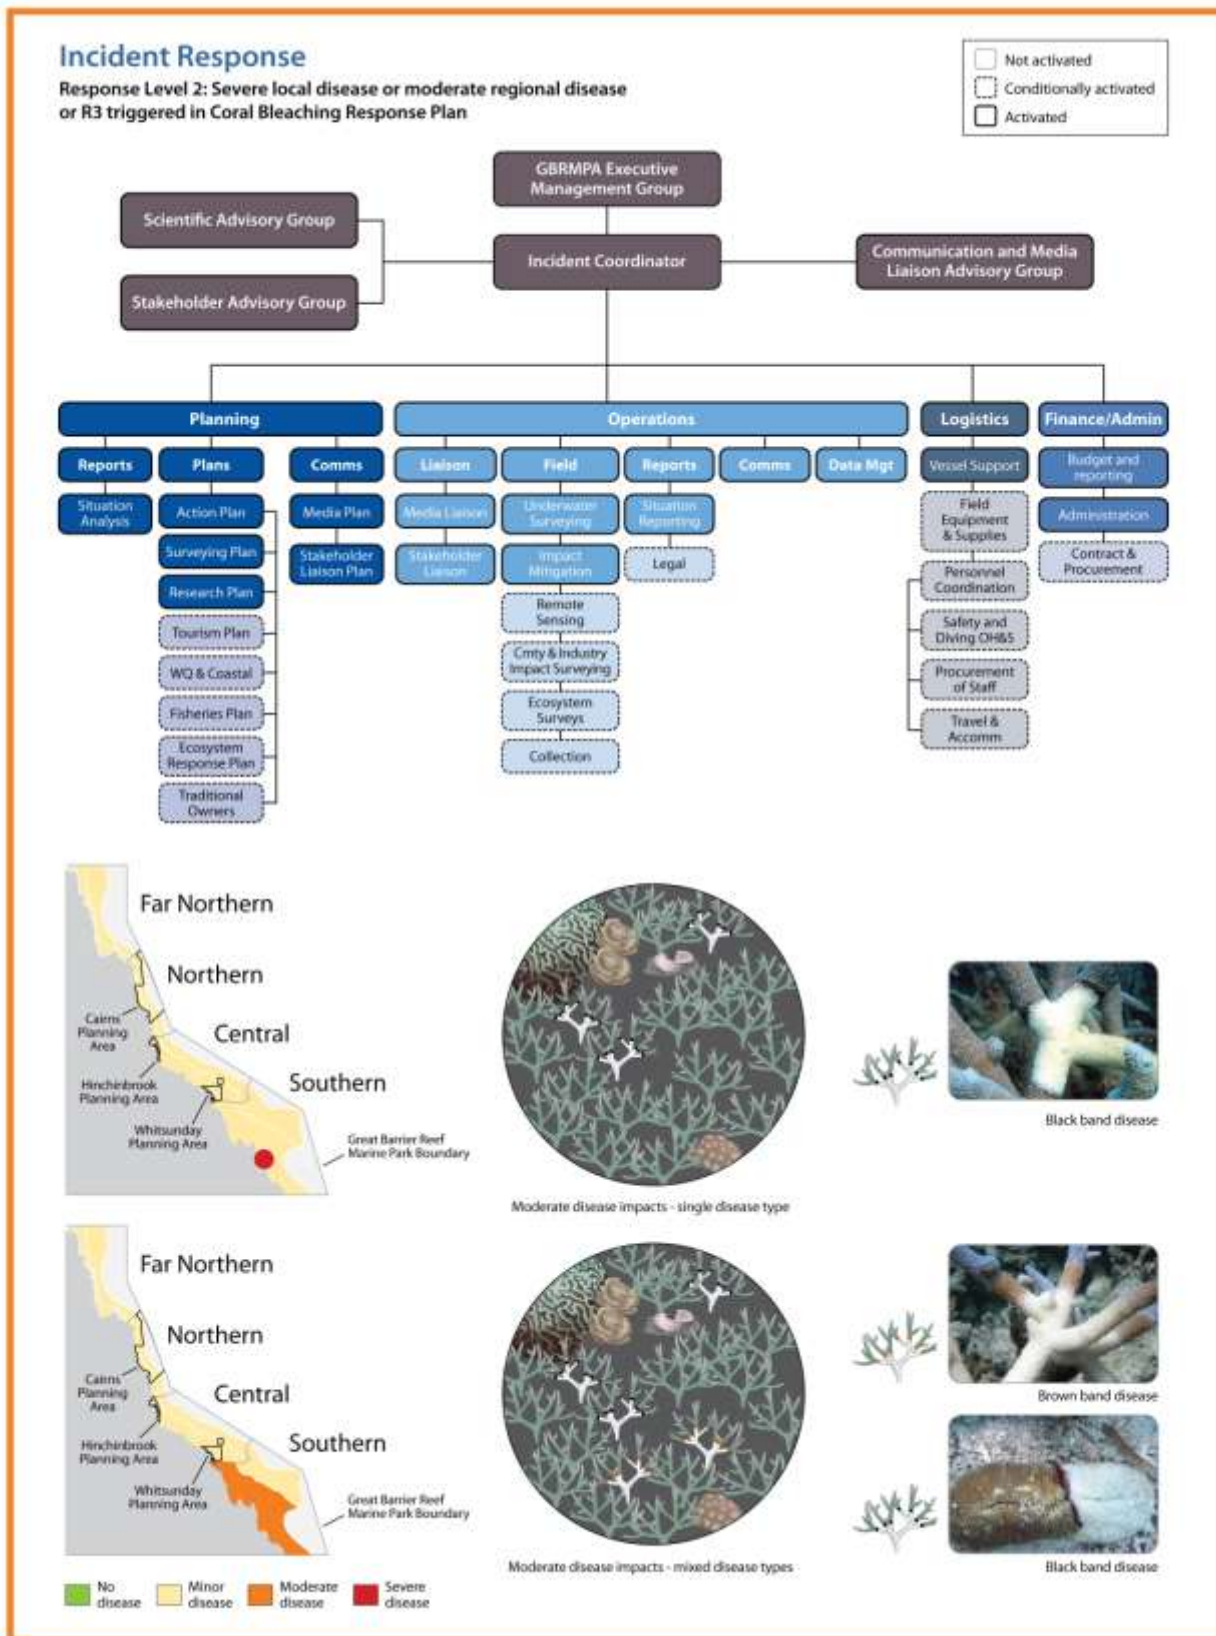 Incident Response
Response Level 2: Severe local disease or moderate regional disease
or R3 triggered in Coral Bleaching Response Plan
Not activated
Conditionally activated
Activated
GBRMPA Executive
Management Group
Scientific Advisory Group
Incident Coordinator
Communication and Media
Liaison Advisory Group
Stakeholder Advisory Group
Planning
Operations
Logistics
Finance/Admin
Reports
Plans
Comms
Liaison
Field
Reports
Comms
Data Mgt
Vessel Support
Budget and
reporting
Situation
Analysis
Action Plan
Surveying Plan
Research Plan
Tourism Plan
WQ & Coastal
Fisheries Plan
Ecosystem
Response Plan
Traditional
Owners
Media Plan
Stakeholder
Liaison Plan
Media Liaison
Stakeholder
Liaison
Underwater
Surveying
Impact
Mitigation
Remote
Sensing
Cmty & Industry
Impact Surveying
Ecosystem
Surveys
Collection
Situation
Reporting
Legal
Field
Equipment
& Supplies
Personnel
Coordination
Safety and
Diving OH&S
Procurement
of Staff
Travel &
Accomm
Administration
Contract &
Procurement
Far Northern
Northern
Cairns
Planning
Area
Central
Hinchinbrook
Planning Area
Southern
Whitsunday
Planning Area
Great Barrier Reef
Marine Park Boundary
Moderate disease impacts - single disease type
Black band disease
Far Northern
Northern
Cairns
Planning
Area
Central
Hinchinbrook
Planning Area
Southern
Whitsunday
Planning Area
Great Barrier Reef
Marine Park Boundary
Moderate disease impacts - mixed disease types
Brown band disease
Black band disease
No
disease
Minor
disease
Moderate
disease
Severe
disease